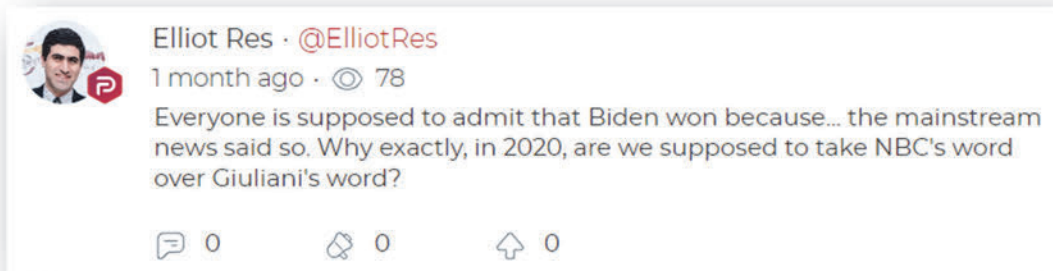 Elliot Res · @ElliotRes
1 month ago · 78
Everyone is supposed to admit that Biden won because... the mainstream
news said so. Why exactly, in 2020, are we supposed to take NBC's word
over Giuliani's word?
0 0 0